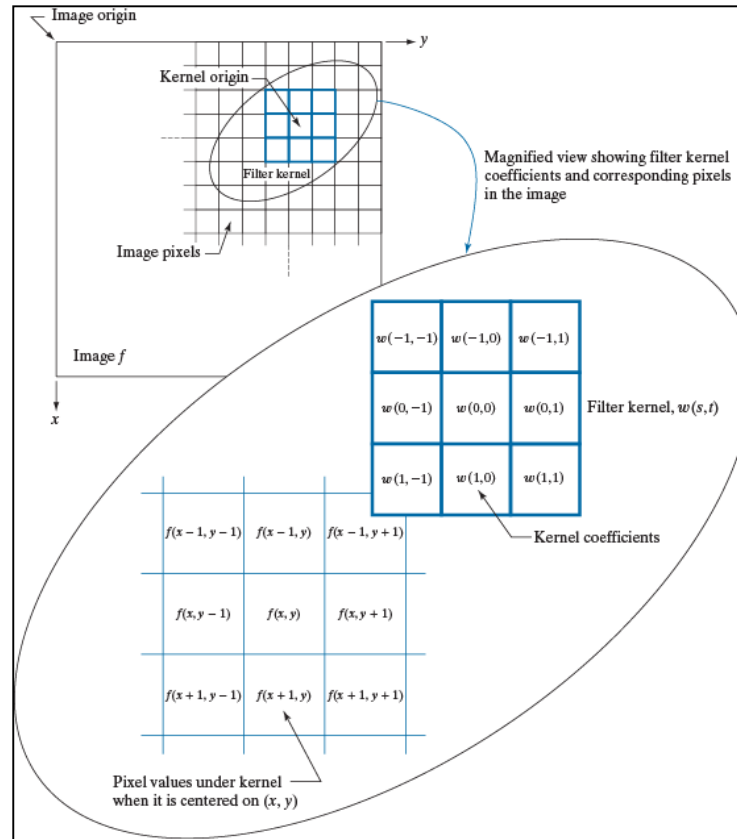 Image origin
y
Kernel origin
Magnified view showing filter kernel
coefficients and corresponding pixels
in the image
Filter kernel
Image pixels
Image f
x
w(−1,−1) w(−1,0) w(−1,1)
w(0,−1) w(0,0) w(0,1) Filter kernel, w(s,t)
w(1,−1) w(1,0) w(1,1)
Kernel coefficients
f(x − 1, y − 1) f(x − 1, y) f(x − 1, y + 1)
f(x, y − 1) f(x, y) f(x, y + 1)
f(x + 1, y − 1) f(x + 1, y) f(x + 1, y + 1)
Pixel values under kernel
when it is centered on (x, y)